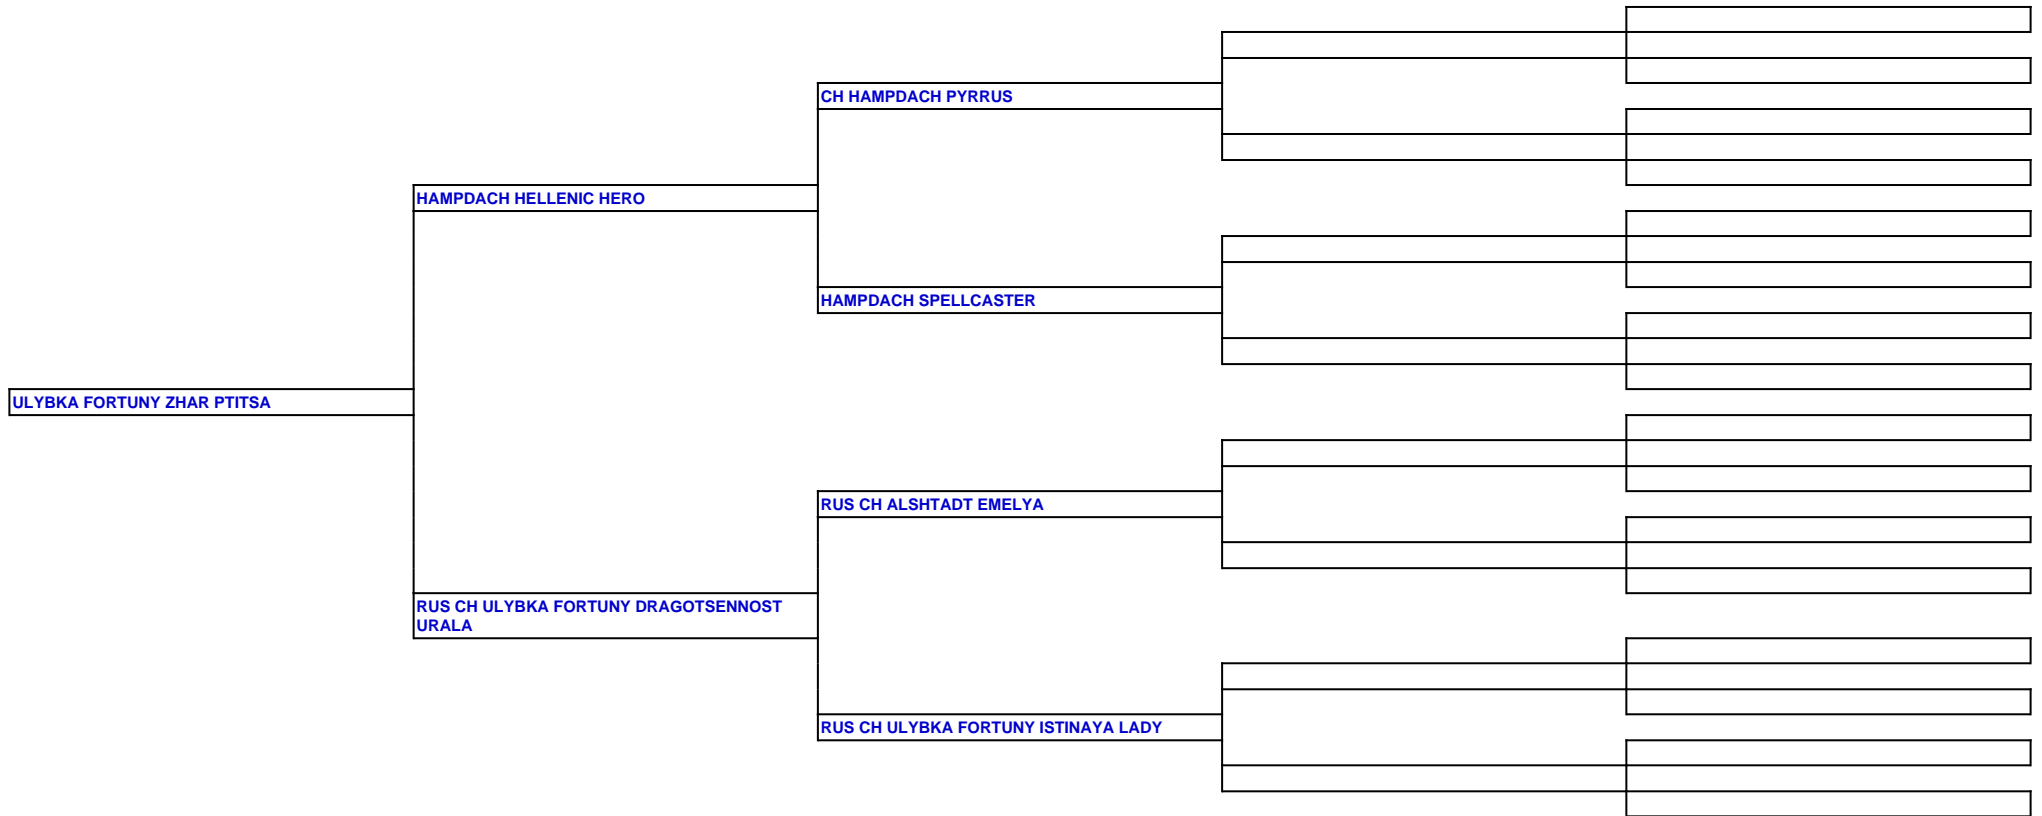 CH HAMPDACH PYRRUS
HAMPDACH HELLENIC HERO
HAMPDACH SPELLCASTER
ULYBKA FORTUNY ZHAR PTITSA
RUS CH ALSHTADT EMELYA
RUS CH ULYBKA FORTUNY DRAGOTSENNOST
URALA
RUS CH ULYBKA FORTUNY ISTINAYA LADY